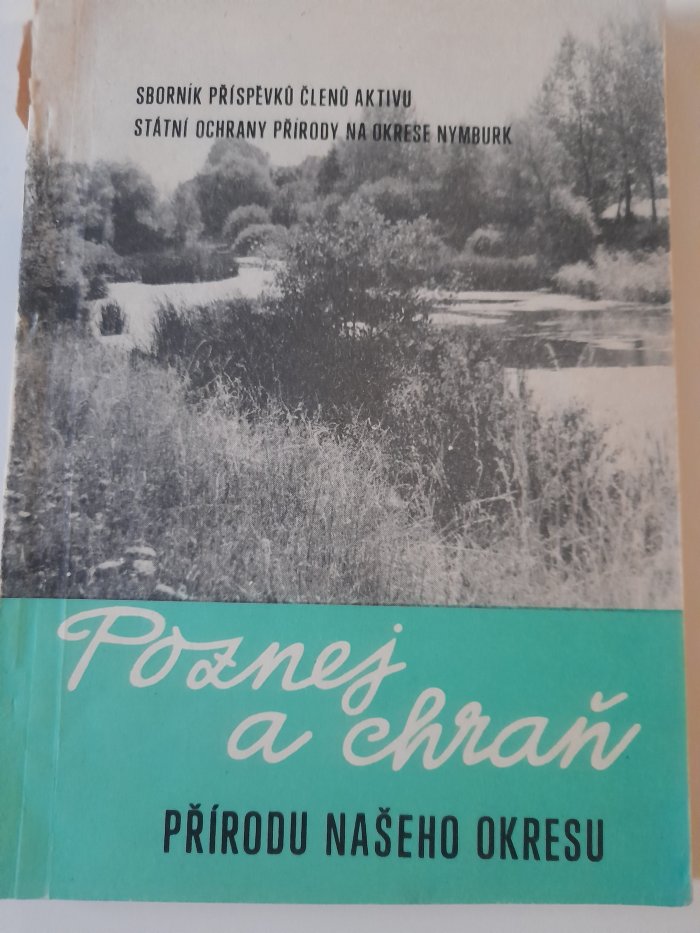 SBORNÍK PŘÍSPĚVKŮ ČLENŮ AKTIVU
STÁTNÍ OCHRANY PŘÍRODY NA OKRESE NYMBURK
Poznej
a chraň
PŘÍRODU NAŠEHO OKRESU